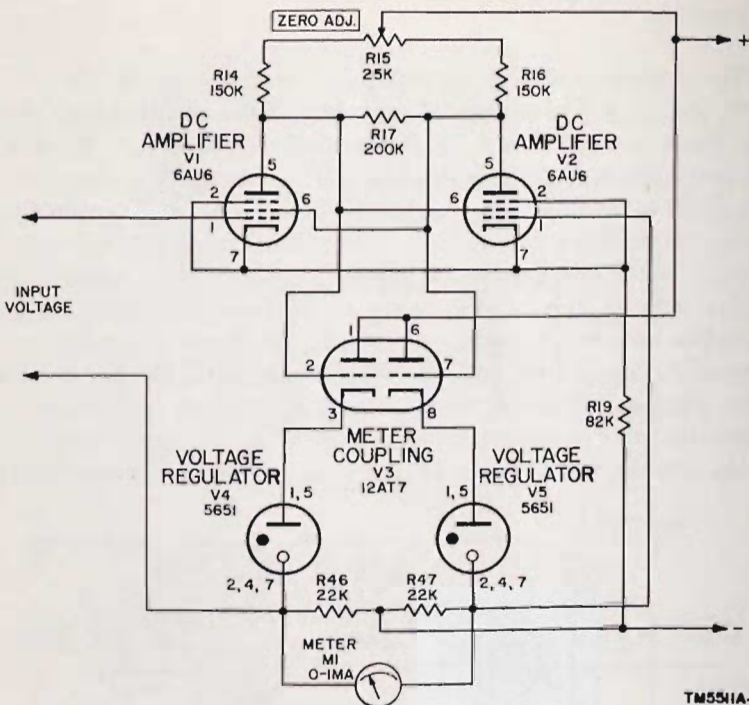 ZERO ADJ.
R15
25K
+
R14
150K
R16
150K
R17
200K
DC
AMPLIFIER
V1
6AU6
DC
AMPLIFIER
V2
6AU6
5
2
6
1
7
5
2
6
1
7
INPUT
VOLTAGE
1
6
2
7
3
8
METER
COUPLING
V3
12AT7
R19
82K
VOLTAGE
REGULATOR
V4
5651
1, 5
2, 4, 7
VOLTAGE
REGULATOR
V5
5651
1, 5
2, 4, 7
R46
22K
R47
22K
-
METER
M1
0-1MA
TM5511A-